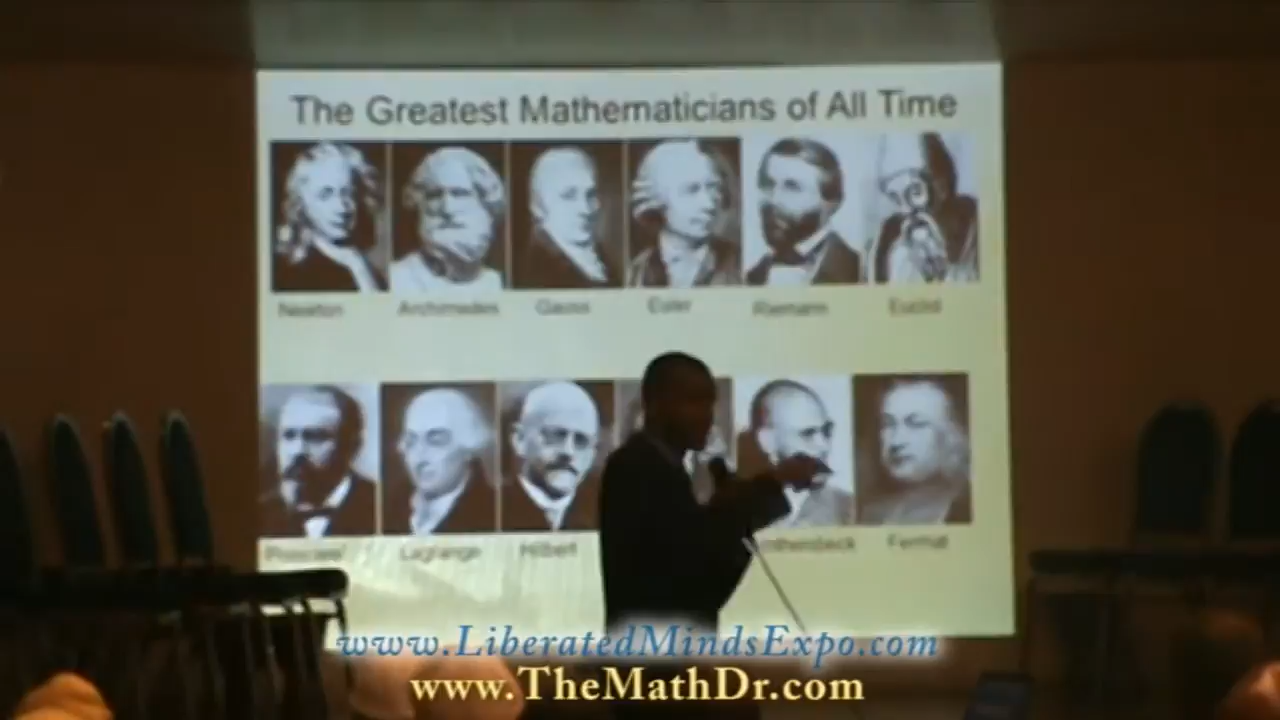 The Greatest Mathematicians of All Time
Newton Archimedes Gauss Euler Riemann Euclid
Lagrange Hilbert Fermat
www.LiberatedMindsExpo.com
www.TheMathDr.com